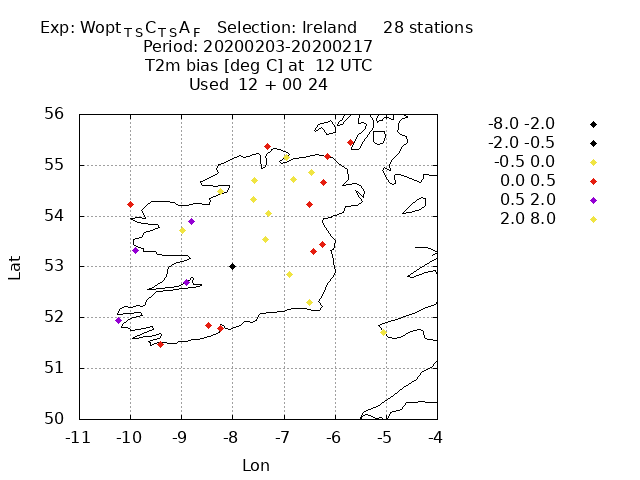 Exp: Wopt_TS C_TS A_F Selection: Ireland 28 stations
Period: 20200203-20200217
T2m bias [deg C] at 12 UTC
Used 12 + 00 24
-8.0 -2.0
-2.0 -0.5
-0.5 0.0
0.0 0.5
0.5 2.0
2.0 8.0
56
55
54
53
52
51
50
Lat
-11 -10 -9 -8 -7 -6 -5 -4
Lon